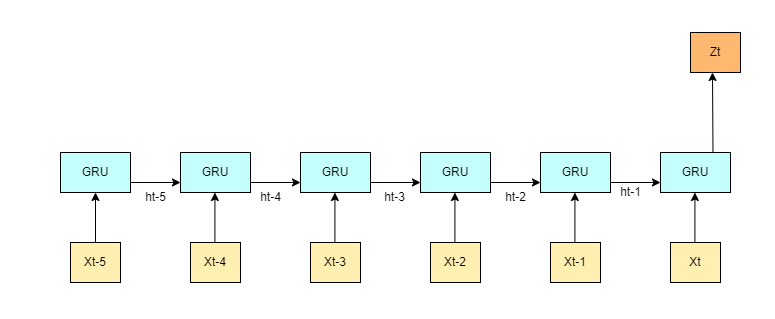 Zt
GRU GRU GRU GRU GRU GRU
ht-5 ht-4 ht-3 ht-2 ht-1
Xt-5 Xt-4 Xt-3 Xt-2 Xt-1 Xt